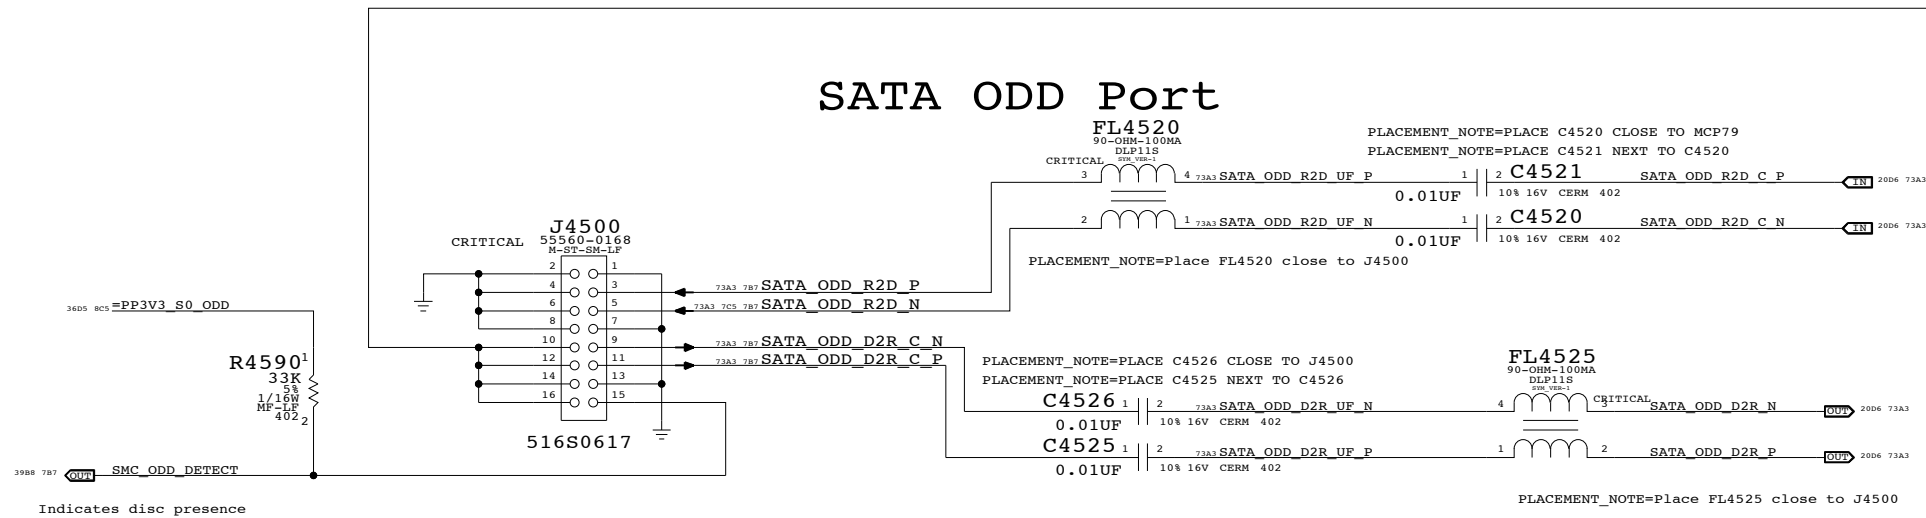 SATA ODD Port
FL4520
90-OHM-100MA
DLP11S
SYM_VER-1
CRITICAL
3
4
2
1
73A3 SATA_ODD_R2D_UF_P
73A3 SATA_ODD_R2D_UF_N
PLACEMENT_NOTE=PLACE C4520 CLOSE TO MCP79
PLACEMENT_NOTE=PLACE C4521 NEXT TO C4520
1
2 C4521
0.01UF
10% 16V CERM 402
SATA_ODD_R2D_C_P
IN 20D6 73A3
1
2 C4520
0.01UF
10% 16V CERM 402
SATA_ODD_R2D_C_N
IN 20D6 73A3
PLACEMENT_NOTE=Place FL4520 close to J4500
J4500
55560-0168
M-ST-SM-LF
CRITICAL
2 1
4 3
6 5
8 7
10 9
12 11
14 13
16 15
516S0617
73A3 7B7 SATA_ODD_R2D_P
73A3 7C5 7B7 SATA_ODD_R2D_N
73A3 7B7 SATA_ODD_D2R_C_N
73A3 7B7 SATA_ODD_D2R_C_P
36D5 8C5 =PP3V3_S0_ODD
R4590 1
33K
5%
1/16W
MF-LF
402 2
39B8 7B7 OUT SMC_ODD_DETECT
Indicates disc presence
PLACEMENT_NOTE=PLACE C4526 CLOSE TO J4500
PLACEMENT_NOTE=PLACE C4525 NEXT TO C4526
C4526 1 2
0.01UF
10% 16V CERM 402
73A3 SATA_ODD_D2R_UF_N
C4525 1 2
0.01UF
10% 16V CERM 402
73A3 SATA_ODD_D2R_UF_P
FL4525
90-OHM-100MA
DLP11S
SYM_VER-1
CRITICAL
4
3
1
2
SATA_ODD_D2R_N
OUT 20D6 73A3
SATA_ODD_D2R_P
OUT 20D6 73A3
PLACEMENT_NOTE=Place FL4525 close to J4500